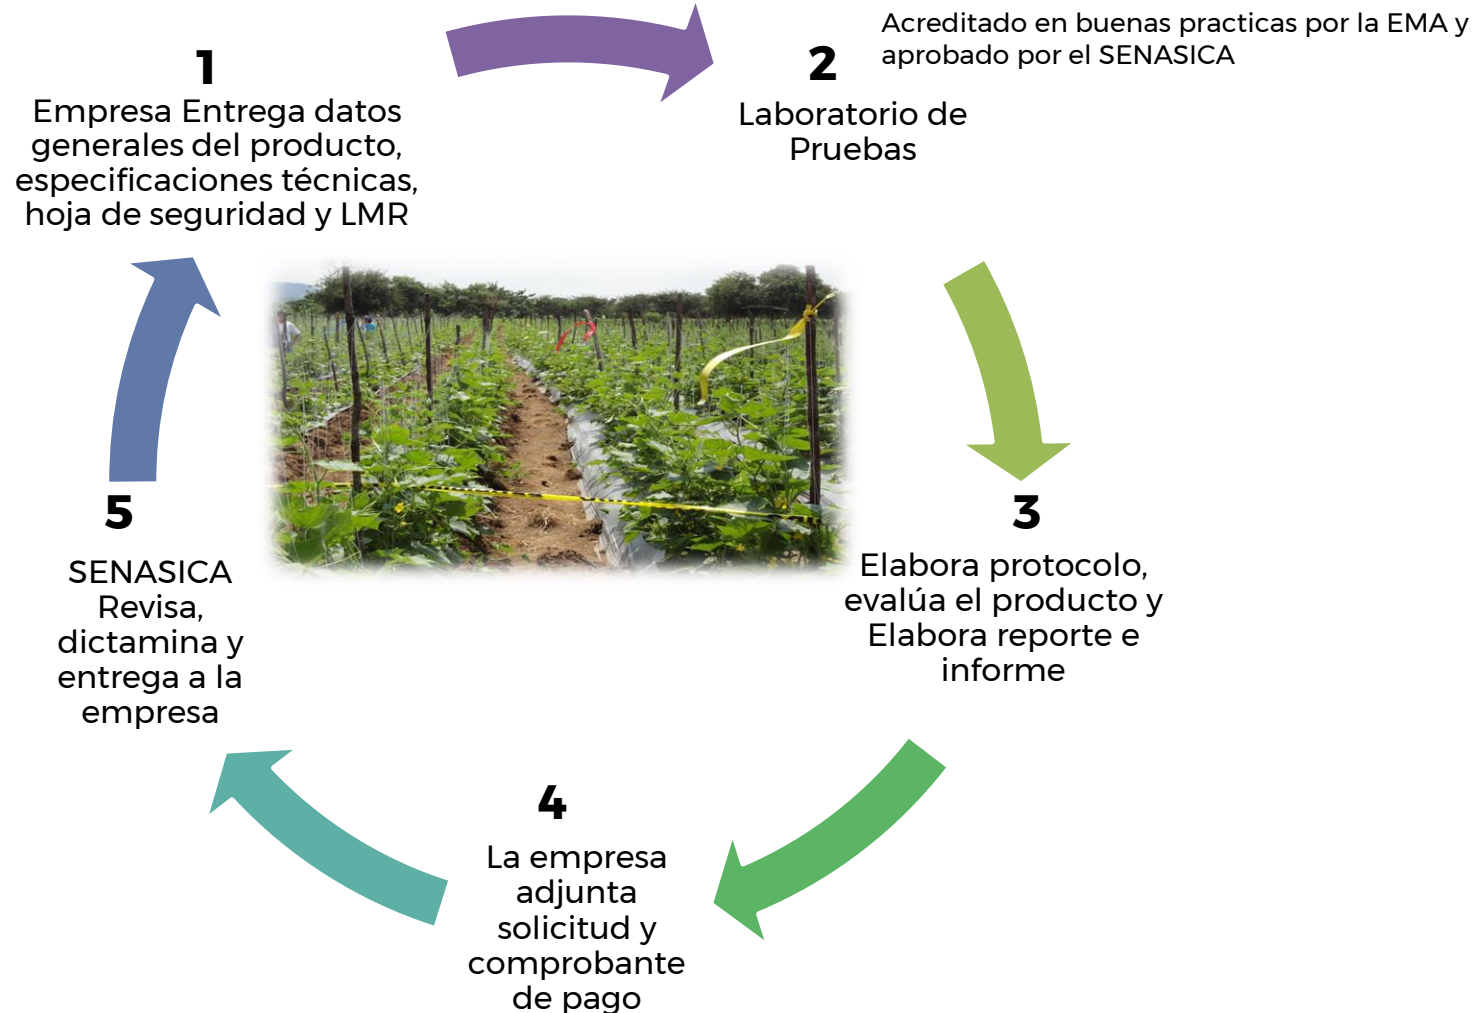 1
Empresa Entrega datos
generales del producto,
especificaciones técnicas,
hoja de seguridad y LMR
2
Acreditado en buenas practicas por la EMA y
aprobado por el SENASICA
Laboratorio de
Pruebas
3
Elabora protocolo,
evalúa el producto y
Elabora reporte e
informe
4
La empresa
adjunta
solicitud y
comprobante
de pago
5
SENASICA
Revisa,
dictamina y
entrega a la
empresa